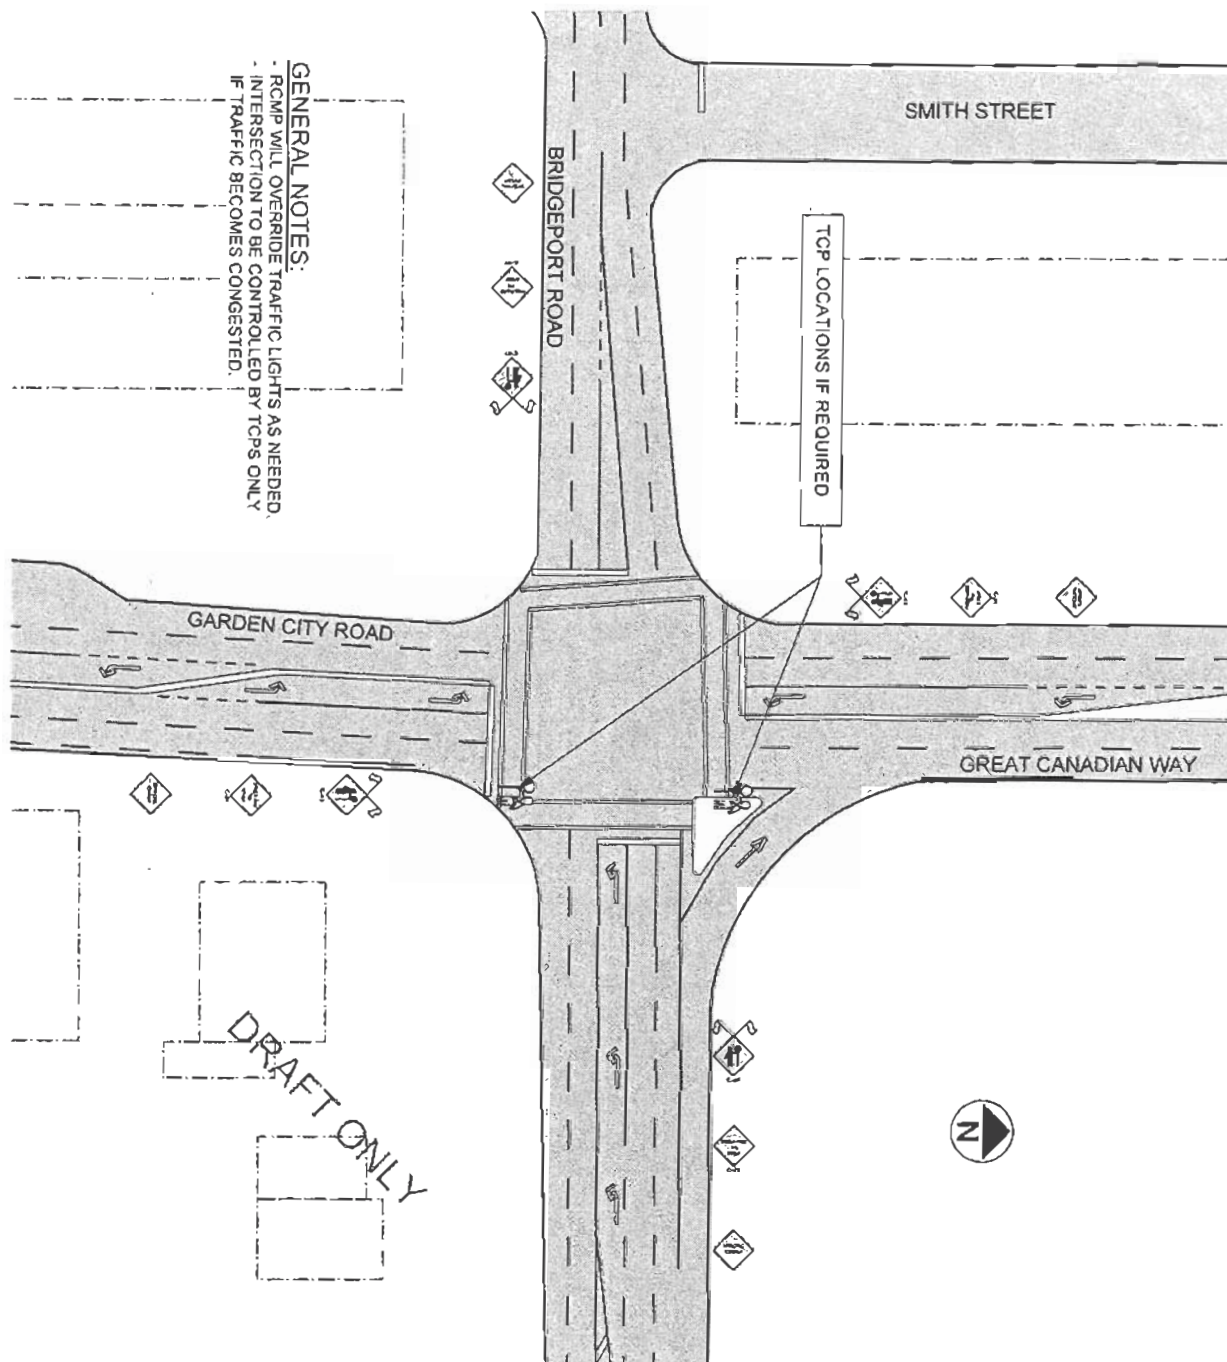 GENERAL NOTES:
- RCMP WILL OVERRIDE TRAFFIC LIGHTS AS NEEDED.
- INTERSECTION TO BE CONTROLLED BY TCPS ONLY
IF TRAFFIC BECOMES CONGESTED.
SMITH STREET
BRIDGEPORT ROAD
TCP LOCATIONS IF REQUIRED
GARDEN CITY ROAD
GREAT CANADIAN WAY
DRAFT ONLY
N